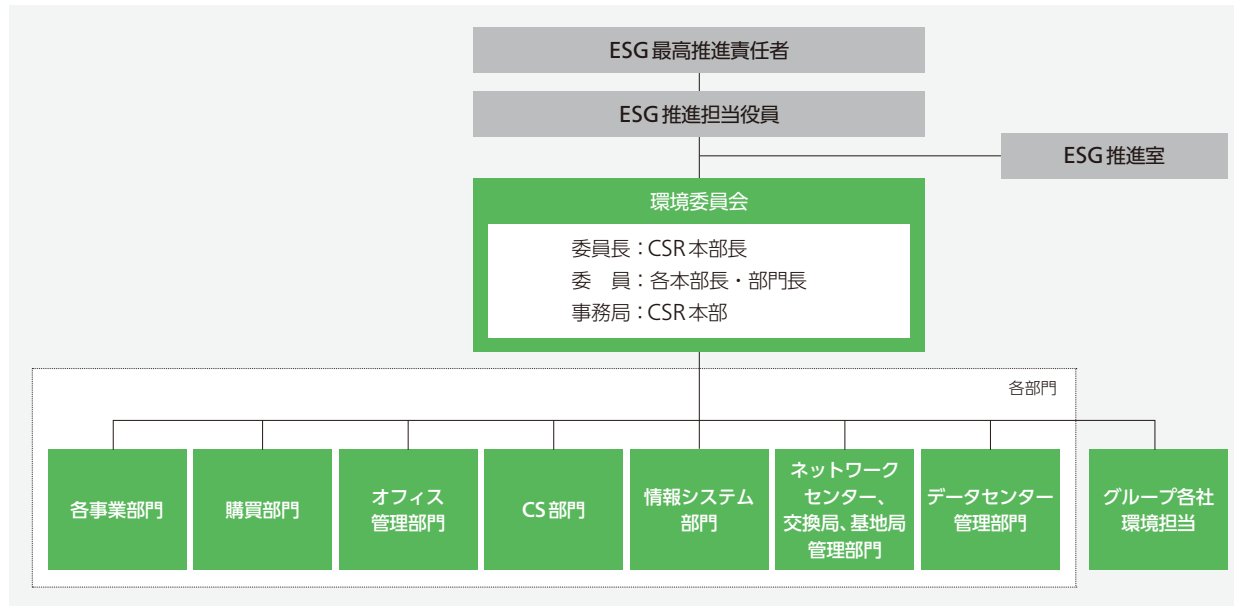 ESG最高推進責任者
ESG推進担当役員
ESG推進室
環境委員会
委員長：CSR本部長
委　員：各本部長・部門長
事務局：CSR本部
各部門
各事業部門
購買部門
オフィス
管理部門
CS部門
情報システム
部門
ネットワーク
センター、
交換局、基地局
管理部門
データセンター
管理部門
グループ各社
環境担当